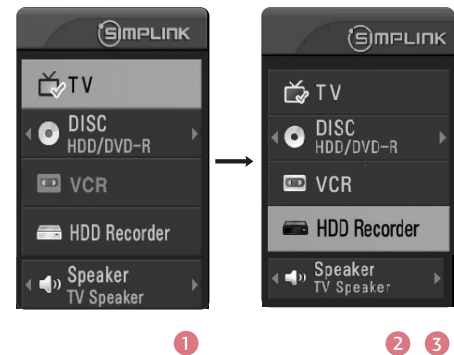 SIMPLINK
TV
DISC
HDD/DVD-R
VCR
HDD Recorder
Speaker
TV Speaker
1
SIMPLINK
TV
DISC
HDD/DVD-R
VCR
HDD Recorder
Speaker
TV Speaker
2 3